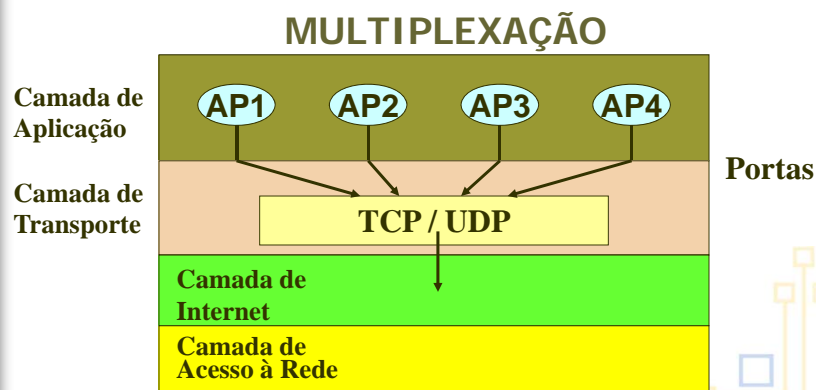 MULTIPLEXAÇÃO
Camada de
Aplicação
AP1 AP2 AP3 AP4
Portas
Camada de
Transporte
TCP / UDP
Camada de
Internet
Camada de
Acesso à Rede